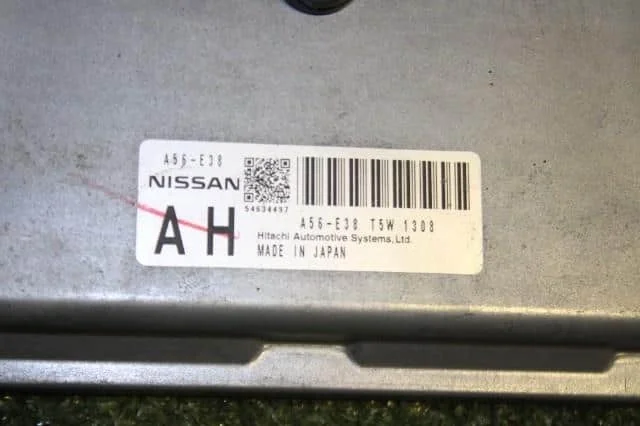 A56-E38
NISSAN
54634497
AH
A56-E38 T5W 1308
Hitachi Automotive Systems,Ltd.
MADE IN JAPAN